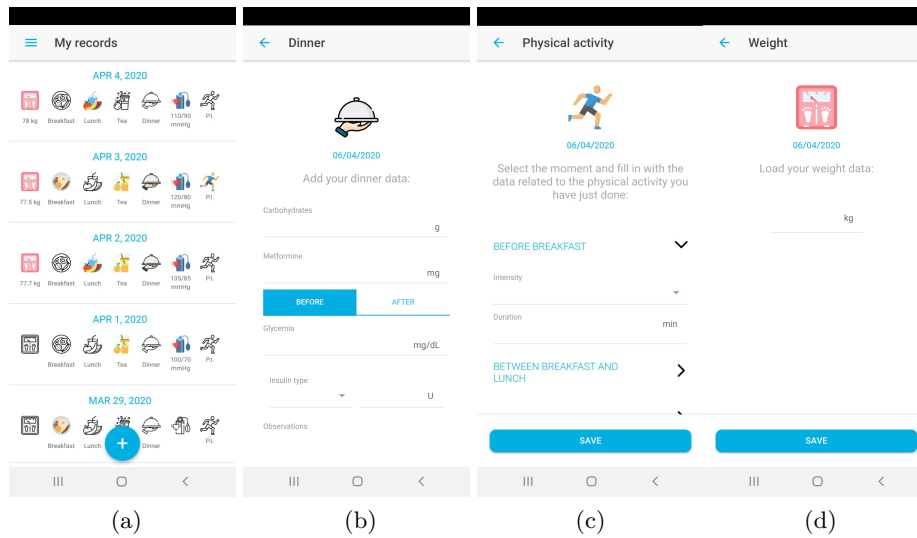 My records
APR 4, 2020
78 kg Breakfast Lunch Tea Dinner 110/90 mmHg P.I.
APR 3, 2020
77.5 kg Breakfast Lunch Tea Dinner 120/80 mmHg P.I.
APR 2, 2020
77.7 kg Breakfast Lunch Tea Dinner 135/85 mmHg P.I.
APR 1, 2020
Breakfast Lunch Tea Dinner 100/70 mmHg P.I.
MAR 29, 2020
Breakfast Lunch Dinner P.I.
+
(a)
Dinner
06/04/2020
Add your dinner data:
Carbohydrates
g
Metformine
mg
BEFORE AFTER
Glycemia
mg/dL
Insulin type
U
Observations
(b)
Physical activity
06/04/2020
Select the moment and fill in with the
data related to the physical activity you
have just done:
BEFORE BREAKFAST
Intensity
Duration
min
BETWEEN BREAKFAST AND
LUNCH
SAVE
(c)
Weight
06/04/2020
Load your weight data:
kg
SAVE
(d)